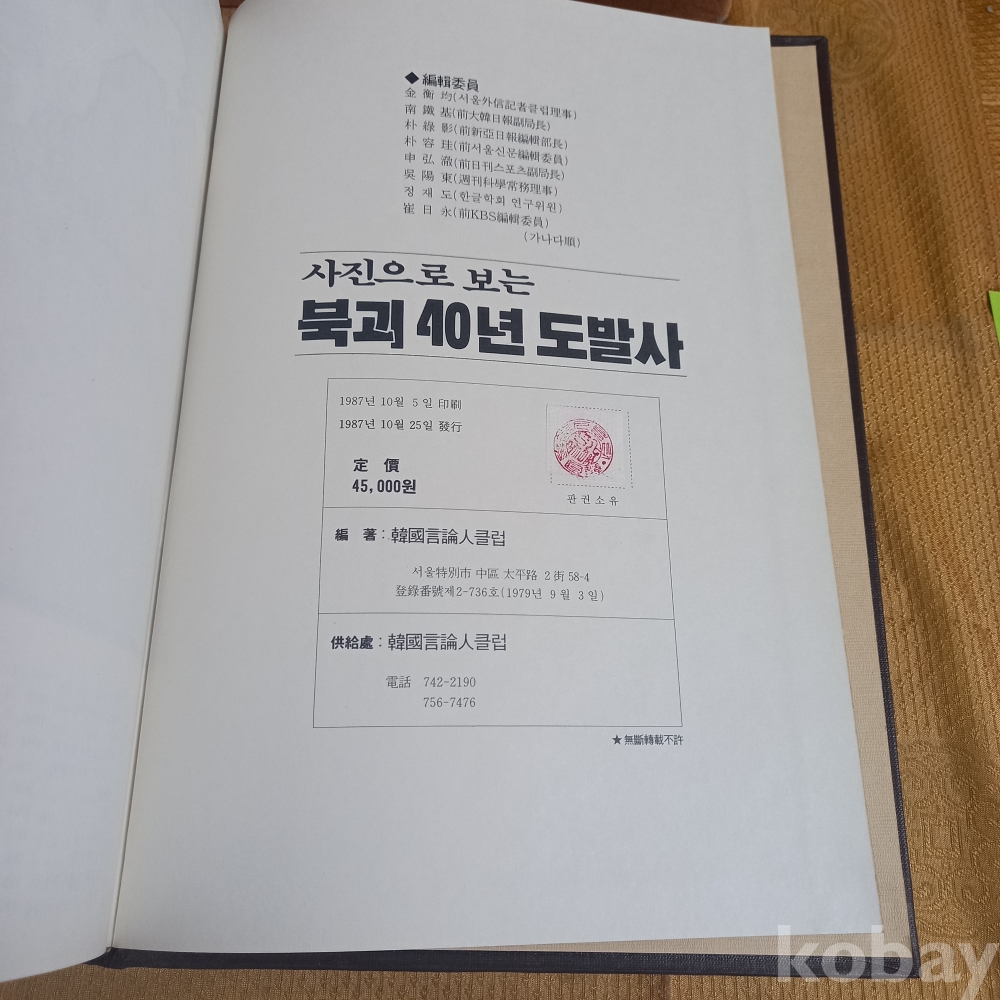 ◆ 編輯委員
金 衡 均(서울外信記者클럽理事)
南 鐵 基(前大韓日報副局長)
朴 綠 影(前新亞日報編輯部長)
朴 容 珪(前서울신문編輯委員)
申 弘 澈(前日刊스포츠副局長)
吳 陽 東(週刊科學常務理事)
정 재 도(한글학회 연구위원)
崔 日 永(前KBS編輯委員)
(가나다順)
사진으로 보는
북괴 40년 도발사
1987년 10월 5일 印刷
1987년 10월 25일 發行
定 價
45,000원
판권소유
編 著 : 韓國言論人클럽
서울特別市 中區 太平路 2街 58-4
登錄番號제2-736호(1979년 9월 3일)
供給處 : 韓國言論人클럽
電話 742-2190
756-7476
★無斷轉載不許
kobay